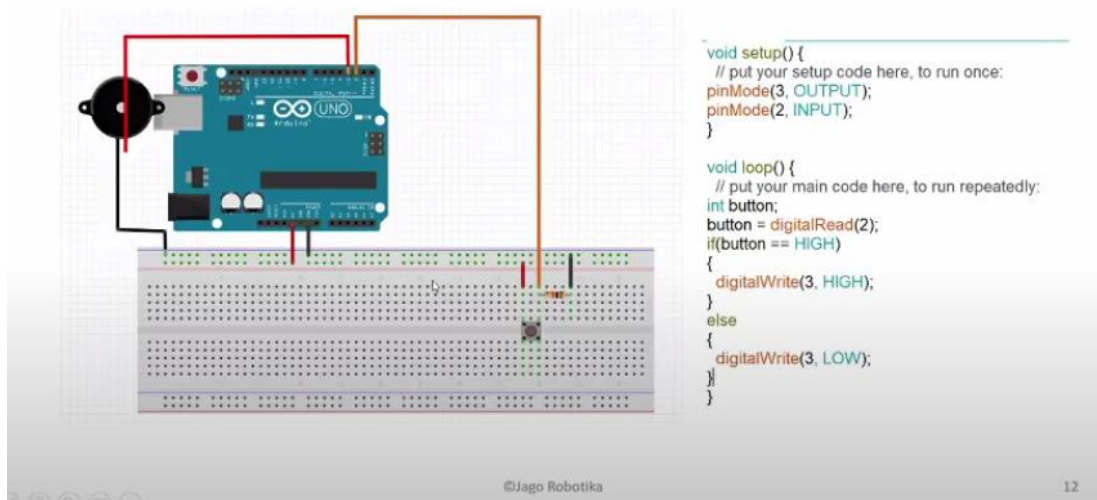 void setup() {
// put your setup code here, to run once:
pinMode(3, OUTPUT);
pinMode(2, INPUT);
}
void loop() {
// put your main code here, to run repeatedly:
int button;
button = digitalRead(2);
if(button == HIGH)
{
digitalWrite(3, HIGH);
}
else
{
digitalWrite(3, LOW);
}
}
UNO
Arduino
©Jago Robotika
12